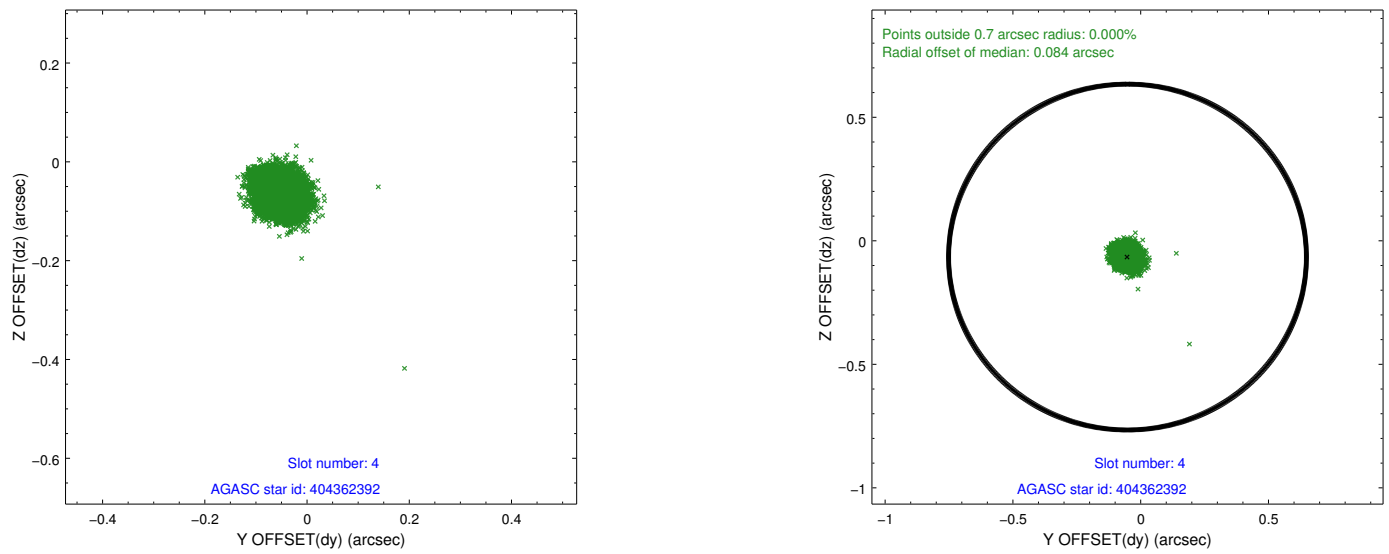 0.2
0
−0.2
−0.4
−0.6
−0.4
−0.2
0
0.2
0.4
Z OFFSET(dz) (arcsec)
Y OFFSET(dy) (arcsec)
Slot number: 4
AGASC star id: 404362392
Points outside 0.7 arcsec radius: 0.000%
Radial offset of median: 0.084 arcsec
0.5
0
−0.5
−1
−1
−0.5
0
0.5
Z OFFSET(dz) (arcsec)
Y OFFSET(dy) (arcsec)
Slot number: 4
AGASC star id: 404362392